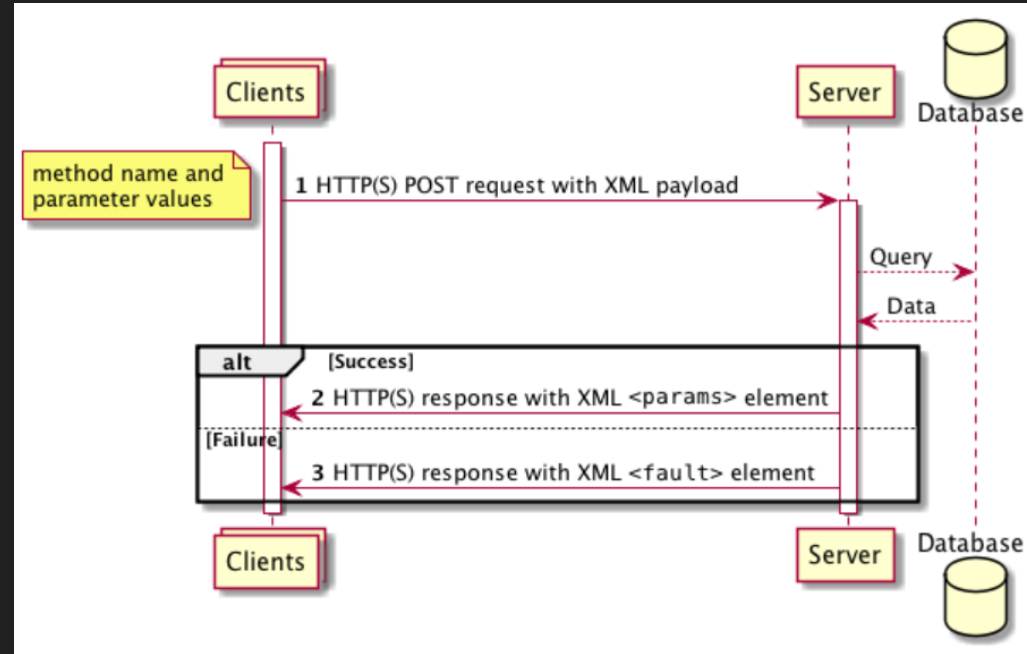 Clients
Server
Database
method name and
parameter values
1 HTTP(S) POST request with XML payload
Query
Data
alt [Success]
2 HTTP(S) response with XML <params> element
[Failure]
3 HTTP(S) response with XML <fault> element
Clients
Server
Database